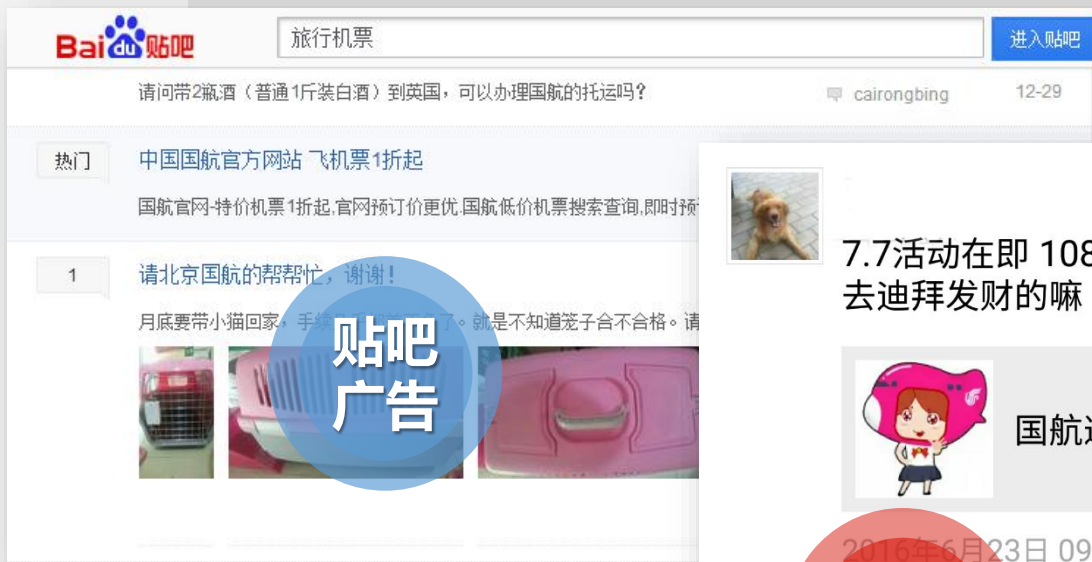 Baidu贴吧
旅行机票
进入贴吧
请问带2瓶酒（普通1斤装白酒）到英国，可以办理国航的托运吗？
cairongbing
12-29
热门
中国国航官方网站 飞机票1折起
国航官网-特价机票1折起,官网预订价更优.国航低价机票搜索查询,即时预
1
请北京国航的帮帮忙，谢谢！
月底要带小猫回家，手续 了。就是不知道笼子合不合格。请
贴吧
广告
7.7活动在即 108
去迪拜发财的嘛
国航
2016年6月23日 09